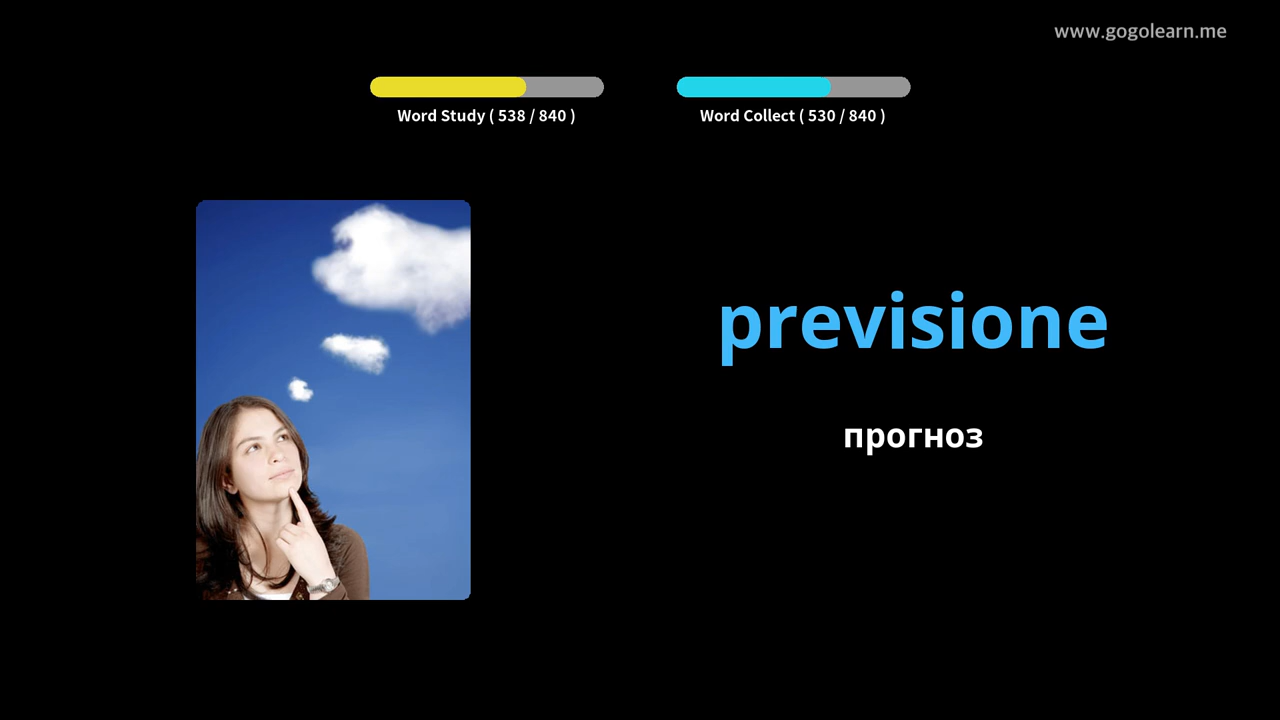 www.gogolearn.me
Word Study ( 538 / 840 )
Word Collect ( 530 / 840 )
previsione
прогноз